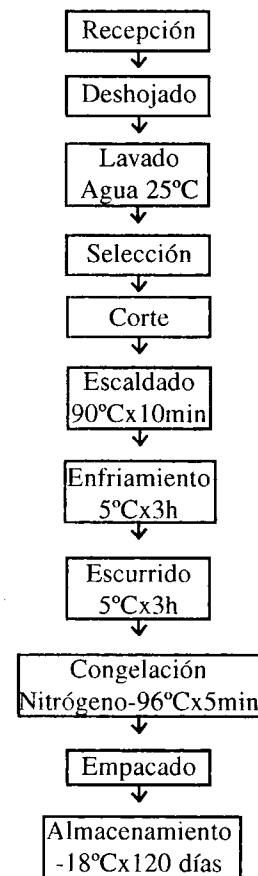 Recepción
Deshojado
Lavado
Agua 25ºC
Selección
Corte
Escaldado
90ºCx10min
Enfriamiento
5ºCx3h
Escurrido
5ºCx3h
Congelación
Nitrógeno-96ºCx5min
Empacado
Almacenamiento
-18ºCx120 días